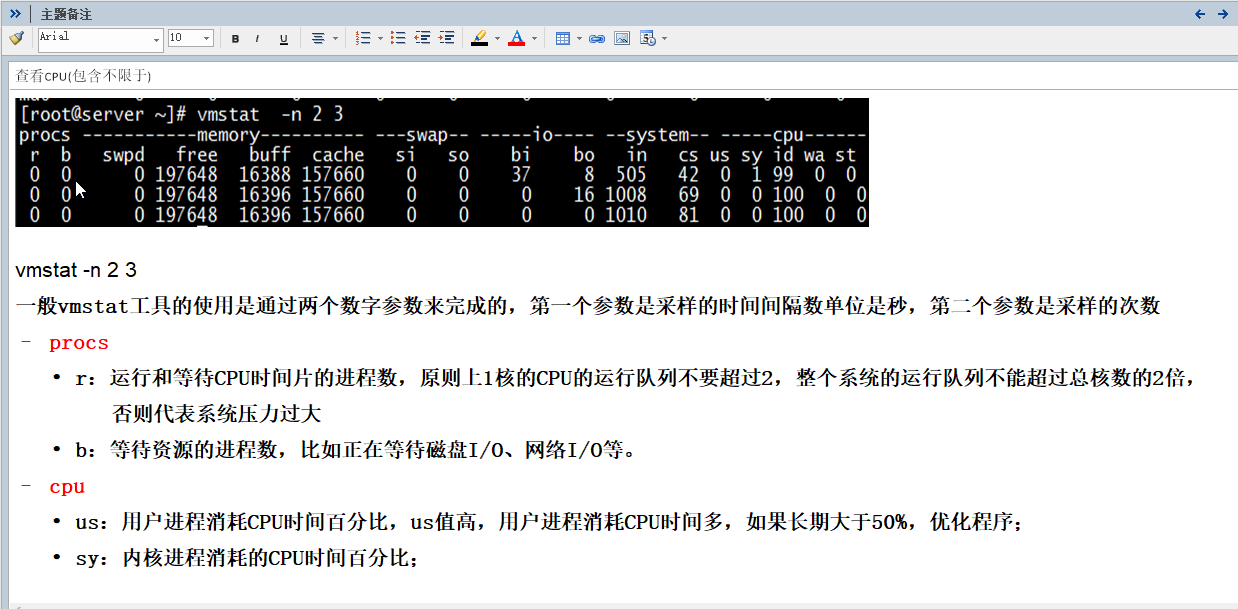 主题备注
Arial 10 B I U
查看CPU(包含不限于)
[root@server ~]# vmstat  -n 2 3
procs -----------memory---------- ---swap-- -----io---- --system-- -----cpu------
 r  b   swpd   free   buff  cache   si   so    bi    bo   in   cs us sy id wa st
 0  0      0 197648  16388 157660    0    0    37     8  505   42  0  1 99  0  0
 0  0      0 197648  16396 157660    0    0     0    16 1008   69  0  0 100  0  0
 0  0      0 197648  16396 157660    0    0     0     0 1010   81  0  0 100  0  0
vmstat -n 2 3
一般vmstat工具的使用是通过两个数字参数来完成的，第一个参数是采样的时间间隔数单位是秒，第二个参数是采样的次数
– procs
• r：运行和等待CPU时间片的进程数，原则上1核的CPU的运行队列不要超过2，整个系统的运行队列不能超过总核数的2倍，
否则代表系统压力过大
• b：等待资源的进程数，比如正在等待磁盘I/O、网络I/O等。
– cpu
• us：用户进程消耗CPU时间百分比，us值高，用户进程消耗CPU时间多，如果长期大于50%，优化程序；
• sy：内核进程消耗的CPU时间百分比；